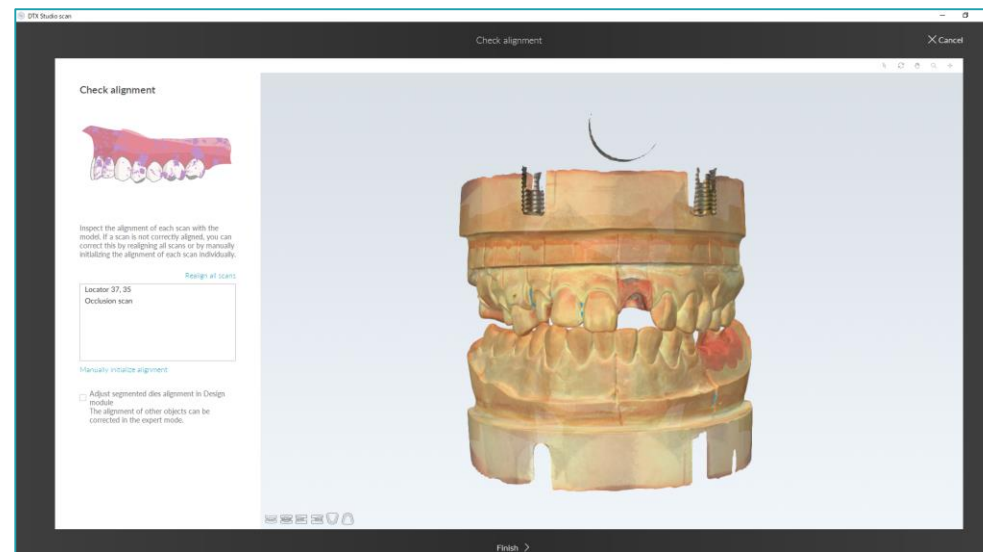 DTX Studio scan
Check alignment
Cancel
Check alignment
Inspect the alignment of each scan with the
model. If a scan is not correctly aligned, you can
correct this by realigning all scans or by manually
initializing the alignment of each scan individually.
Realign all scans
Locator 37, 35
Occlusion scan
Manually initialize alignment
Adjust segmented dies alignment in Design
module
The alignment of other objects can be
corrected in the expert mode.
Finish